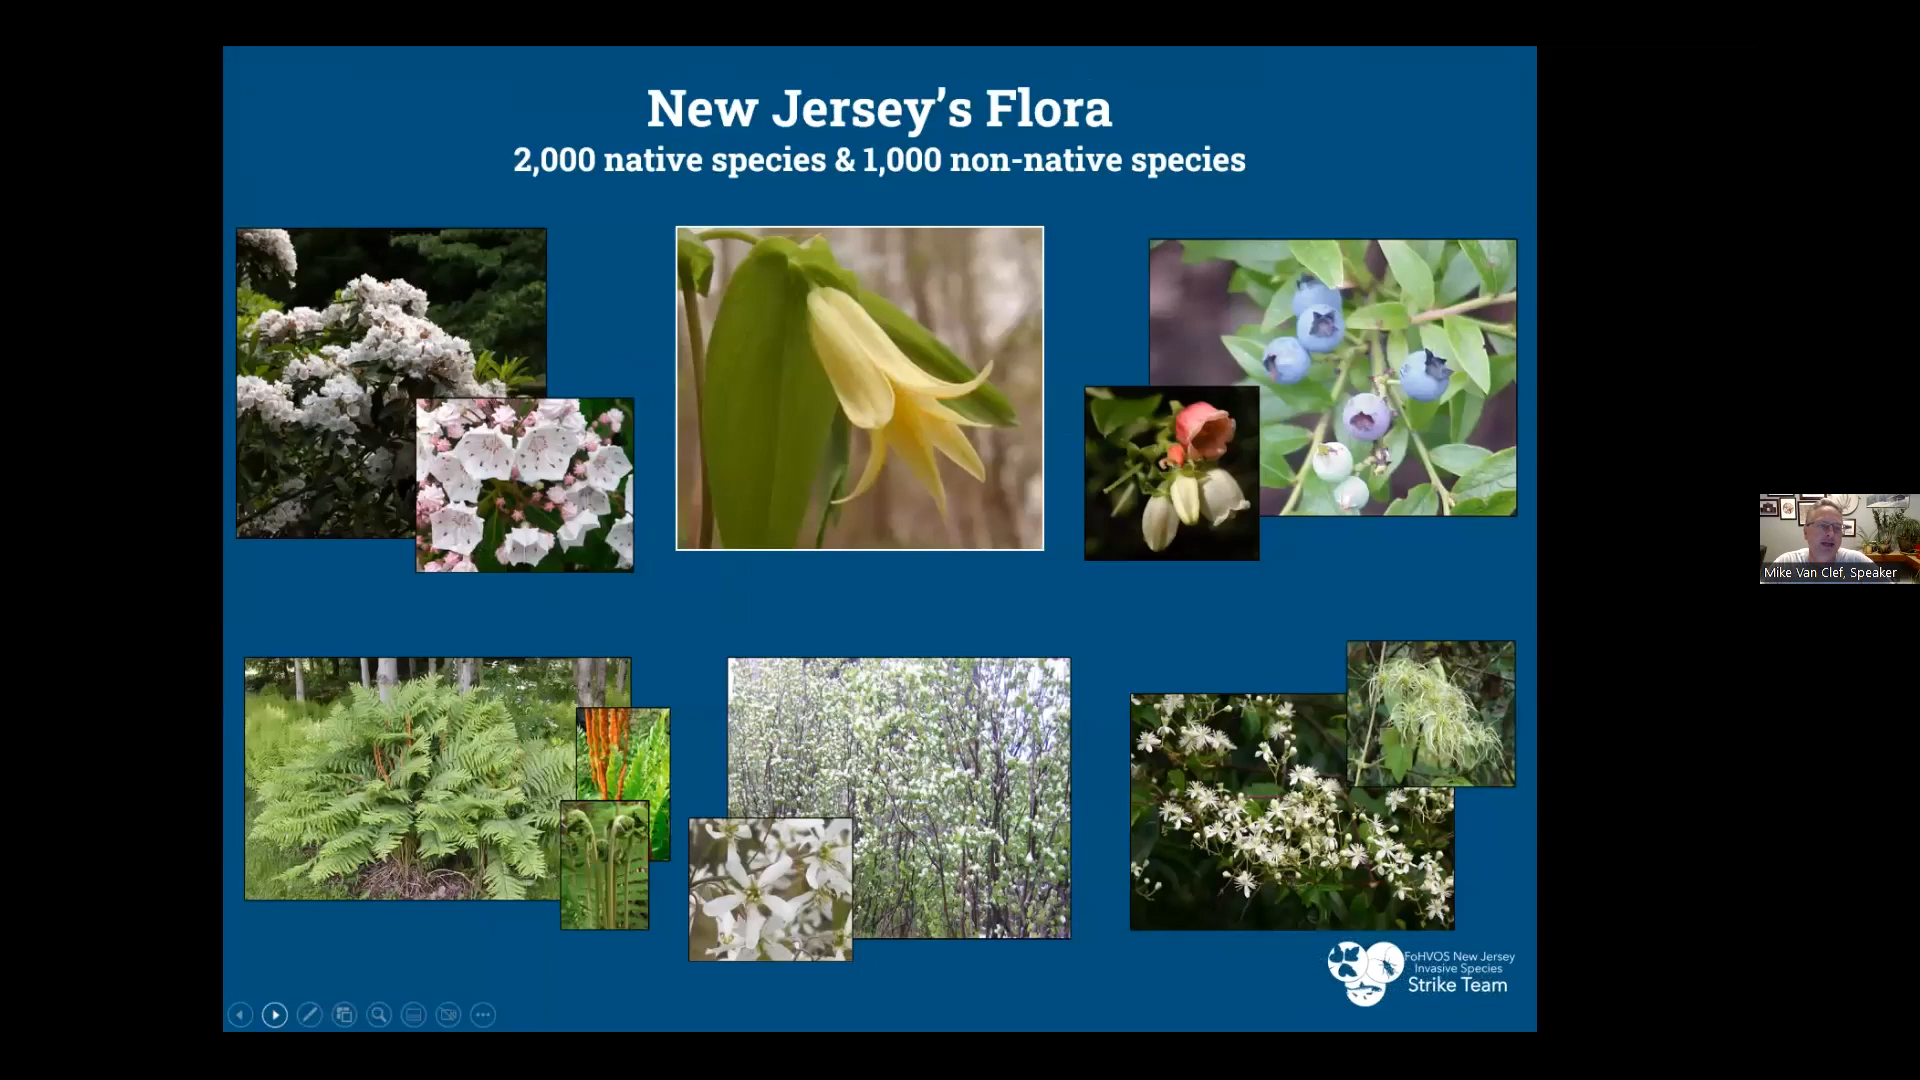 New Jersey’s Flora
2,000 native species & 1,000 non-native species
Mike Van Clef, Speaker
FoHVOS New Jersey
Invasive Species
Strike Team